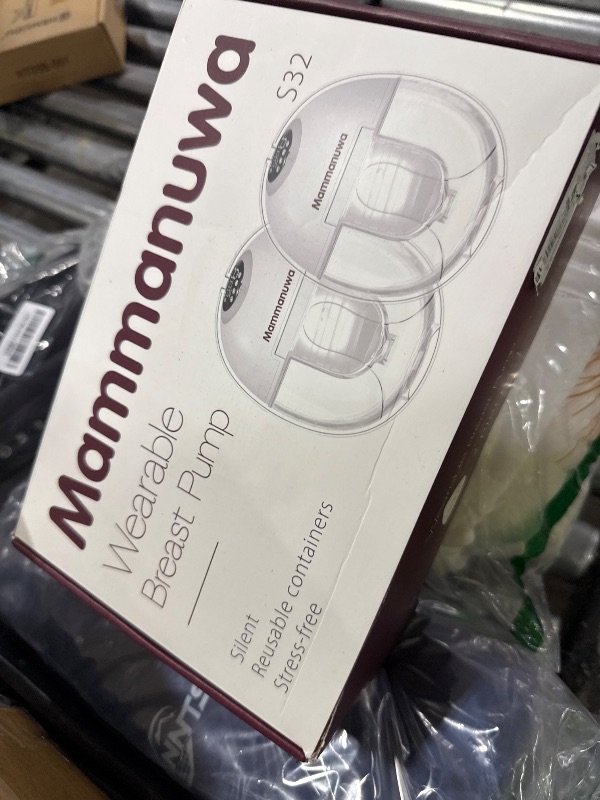 Mammanuwa
Wearable
Breast Pump
Silent
Reusable containers
Stress-free
S32
Mammanuwa
Mammanuwa